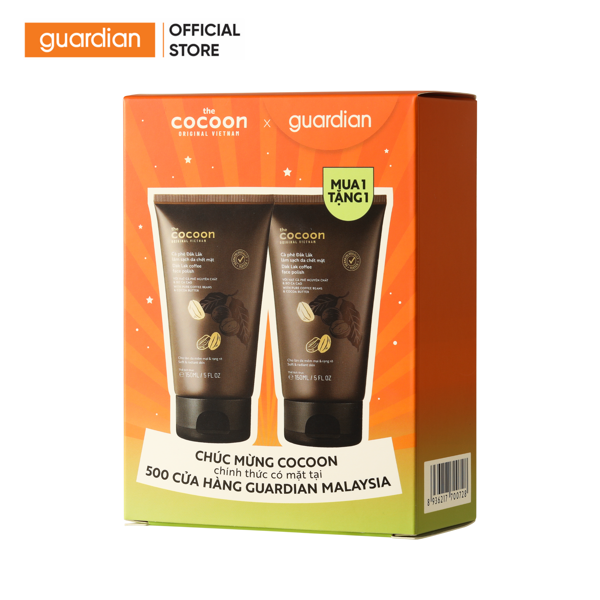 guardian
OFFICIAL
STORE
the
cocoon
ORIGINAL VIETNAM
x
guardian
MUA 1
TẶNG 1
the
cocoon
ORIGINAL VIETNAM
Cà phê Đắk Lắk
làm sạch da chết mặt
Dak Lak coffee
face polish
150ML / 5 FL OZ
the
cocoon
ORIGINAL VIETNAM
Cà phê Đắk Lắk
làm sạch da chết mặt
Dak Lak coffee
face polish
150ML / 5 FL OZ
CHÚC MỪNG COCOON
chính thức có mặt tại
500 CỬA HÀNG GUARDIAN MALAYSIA
8 936217 700728